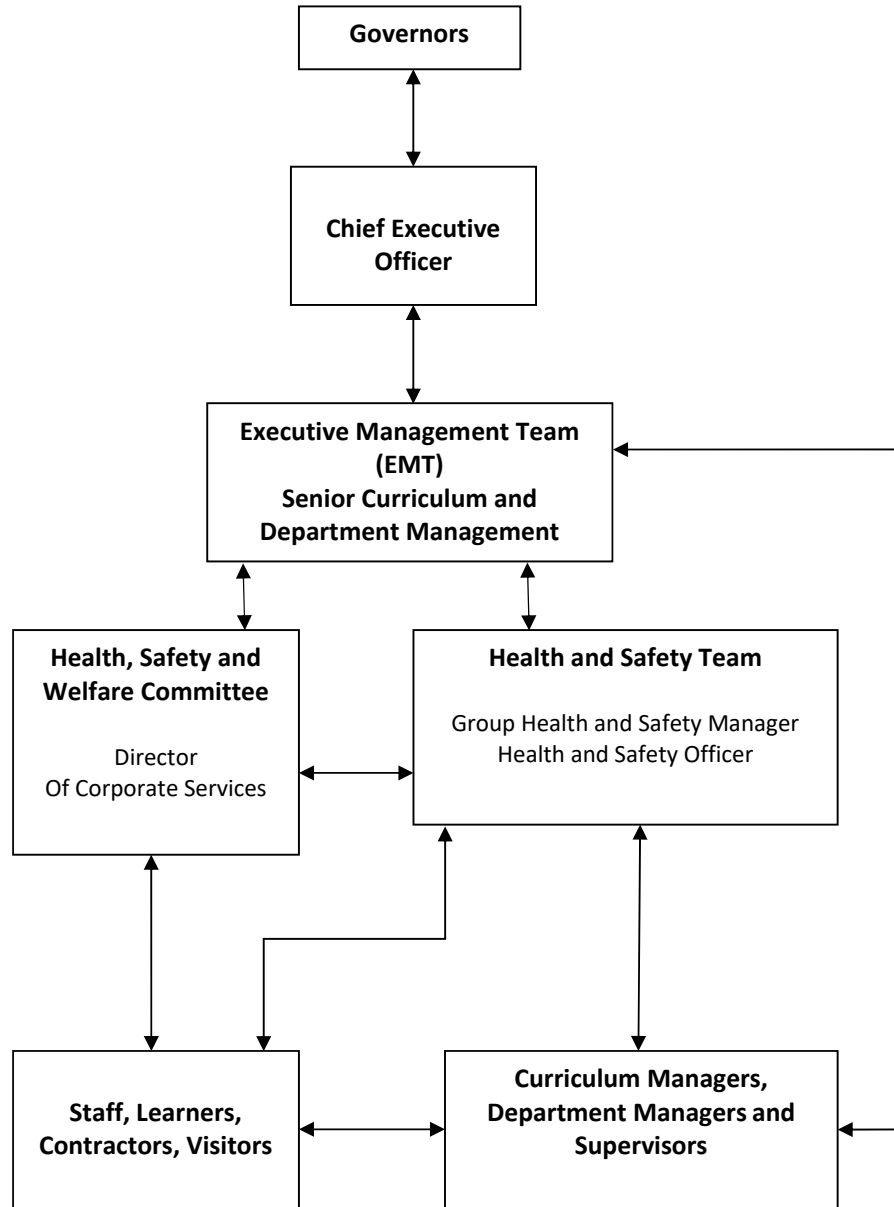 Governors
Chief Executive
Officer
Executive Management Team
(EMT)
Senior Curriculum and
Department Management
Health, Safety and
Welfare Committee
Director
Of Corporate Services
Health and Safety Team
Group Health and Safety Manager
Health and Safety Officer
Staff, Learners,
Contractors, Visitors
Curriculum Managers,
Department Managers and
Supervisors